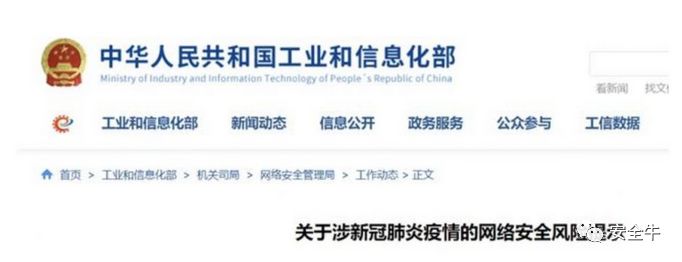 中华人民共和国工业和信息化部
Ministry of Industry and Information Technology of People's Republic of China
看新闻 找文
工业和信息化部 新闻动态 信息公开 政务服务 公众参与 工信数据
首页 > 工业和信息化部 > 机关司局 > 网络安全管理局 > 工作动态 > 正文
关于涉新冠肺炎疫情的网络安全风险
安全牛